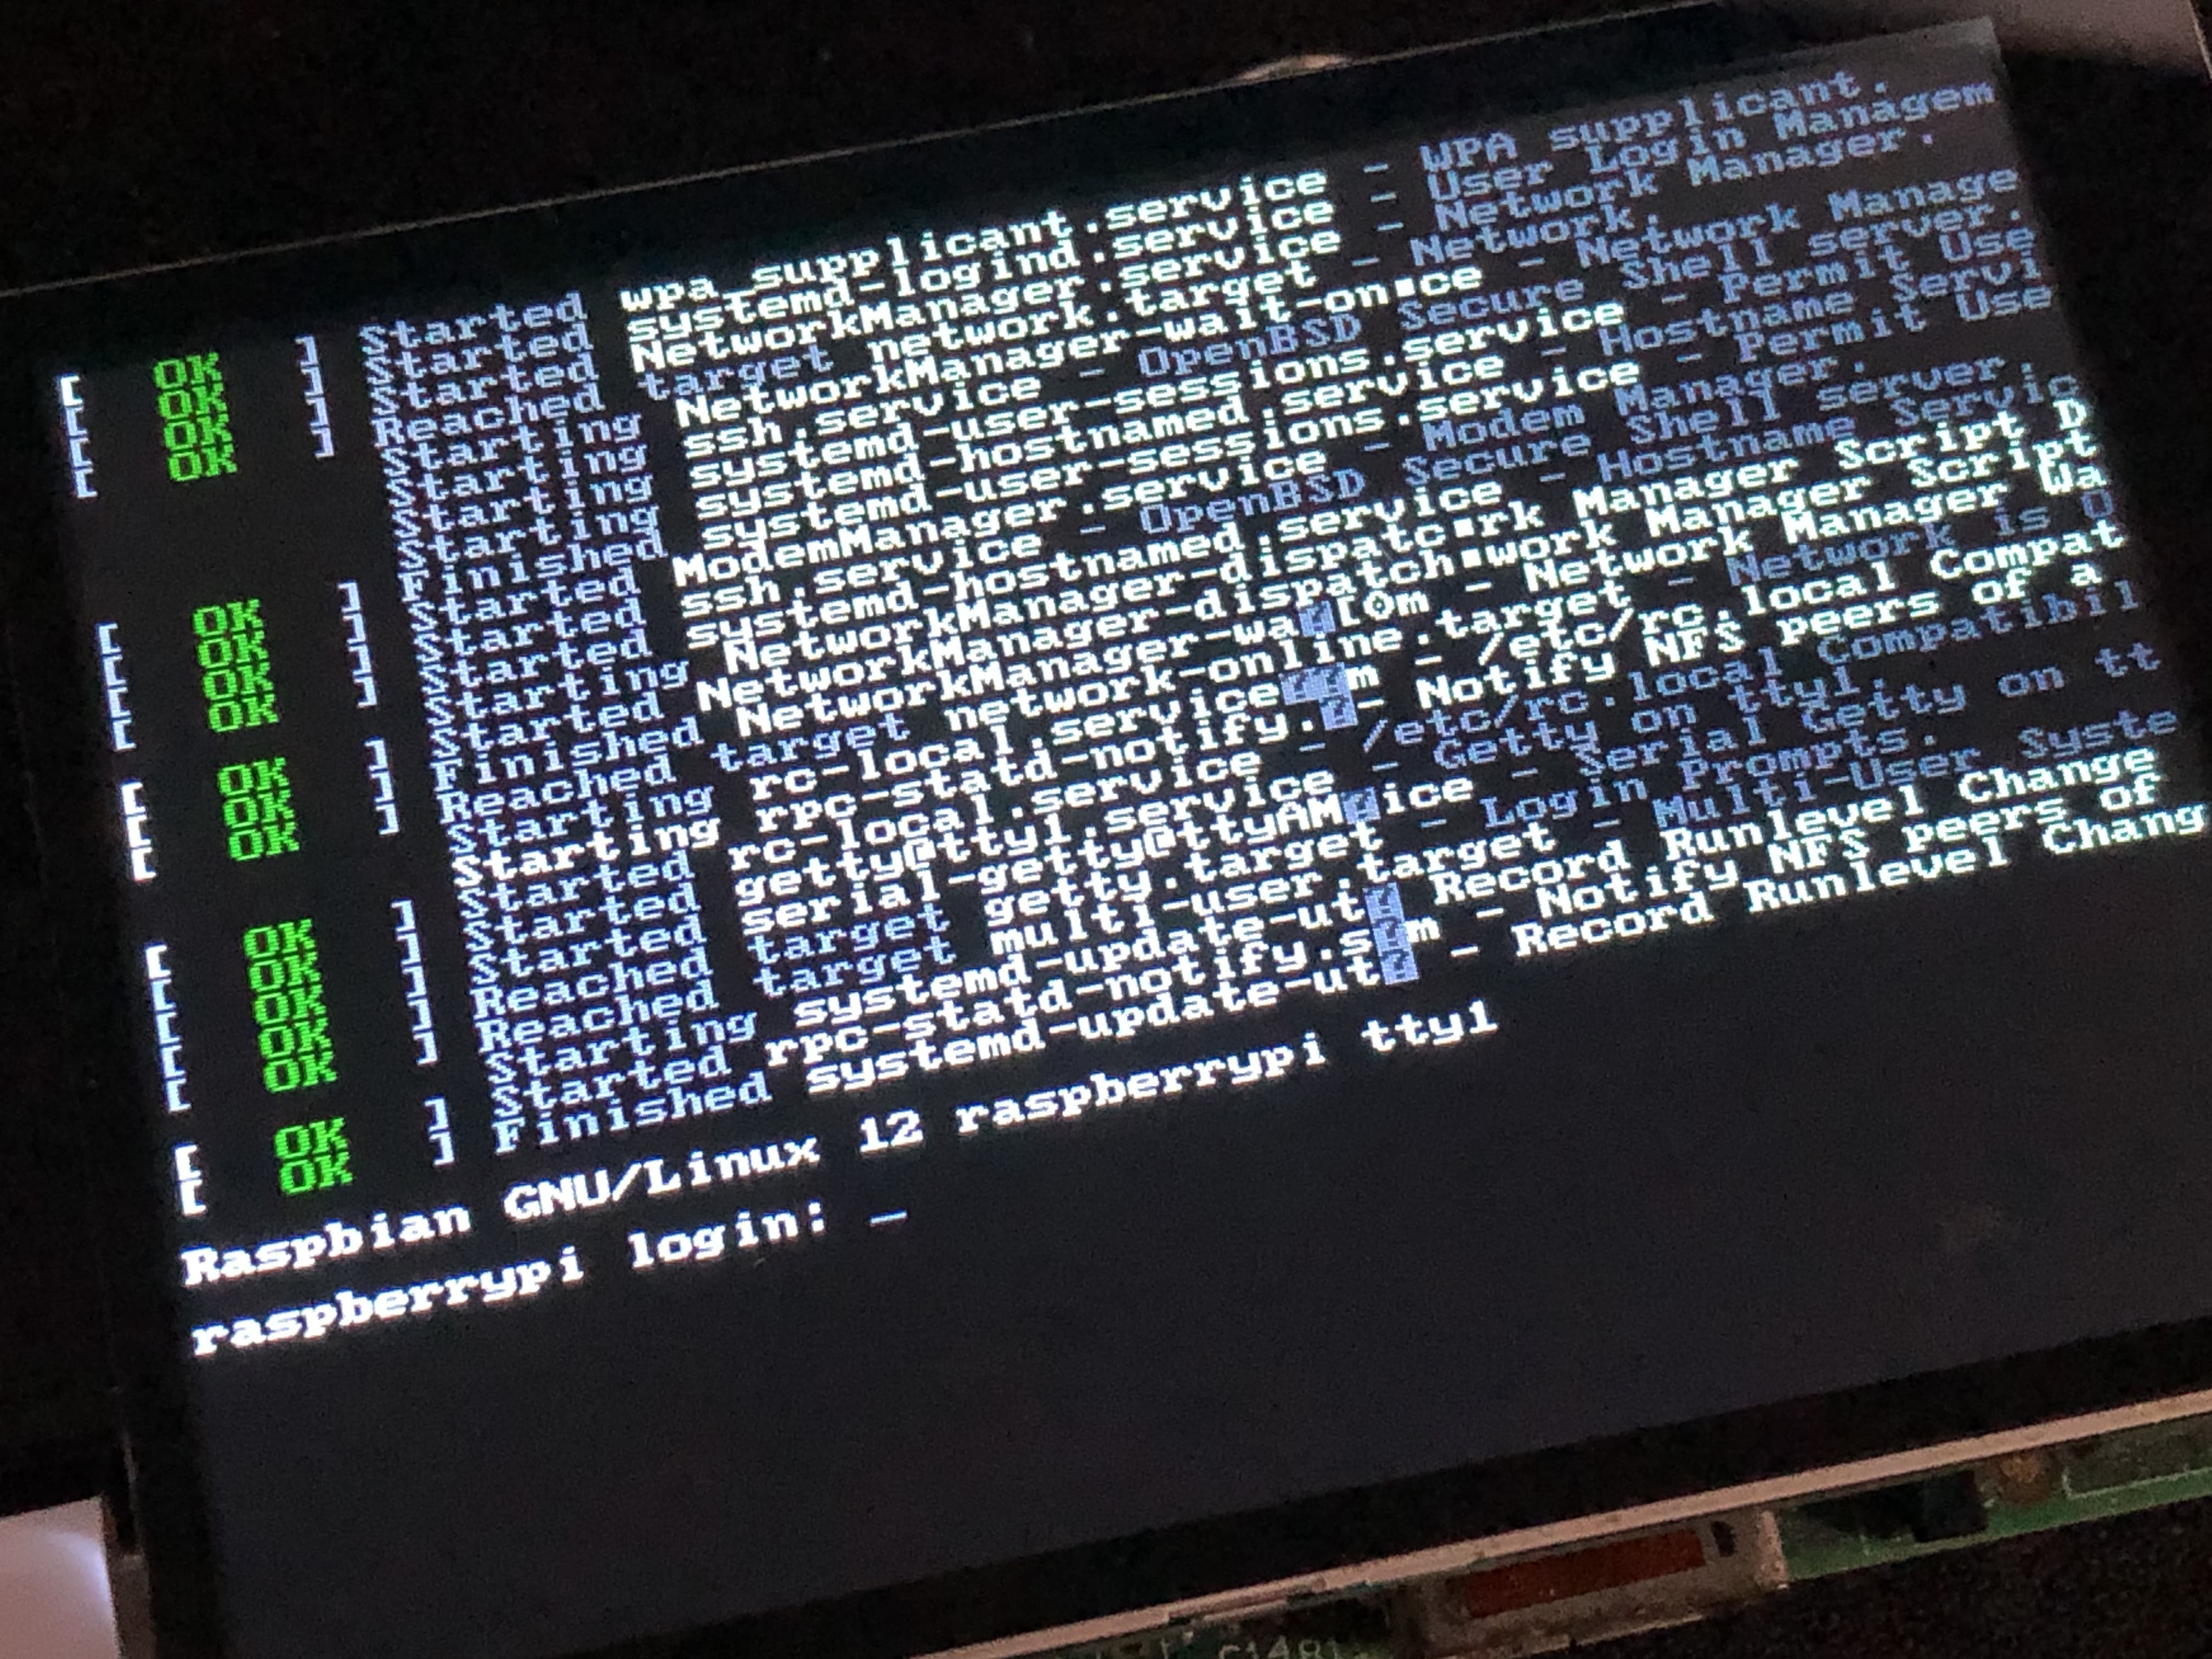 [ OK ] Started wpa_supplicant.service - WPA supplicant.
[ OK ] Started systemd-logind.service - User Login Managem
[ OK ] Started NetworkManager.service - Network Manager.
[ OK ] Reached target network.target - Network.
Starting NetworkManager-wait-on▪ce - Network Manage
Starting ssh.service - OpenBSD Secure Shell server.
Starting systemd-user-sessions.service - Permit Use
Starting systemd-hostnamed.service - Hostname Servi
[ OK ] Finished systemd-user-sessions.service - Permit Use
[ OK ] Started ModemManager.service - Modem Manager.
[ OK ] Started ssh.service - OpenBSD Secure Shell server.
[ OK ] Started systemd-hostnamed.service - Hostname Servic
Starting NetworkManager-dispatc▪rk Manager Script D
[ OK ] Started NetworkManager-dispatch▪work Manager Script
[ OK ] Finished NetworkManager-wa�[0m - Network Manager Wa
[ OK ] Reached target network-online.target - Network is O
Starting rc-local.service��m - /etc/rc.local Compat
Starting rpc-statd-notify.�- Notify NFS peers of a
[ OK ] Started rc-local.service - /etc/rc.local Compatibil
[ OK ] Started getty@tty1.service - Getty on tty1.
[ OK ] Started serial-getty@ttyAM�ice - Serial Getty on tt
[ OK ] Reached target getty.target - Login Prompts.
[ OK ] Reached target multi-user.target - Multi-User Syste
Starting systemd-update-ut� Record Runlevel Change
[ OK ] Started rpc-statd-notify.s�m - Notify NFS peers of
[ OK ] Finished systemd-update-ut� - Record Runlevel Chang
Raspbian GNU/Linux 12 raspberrypi tty1
raspberrypi login: _